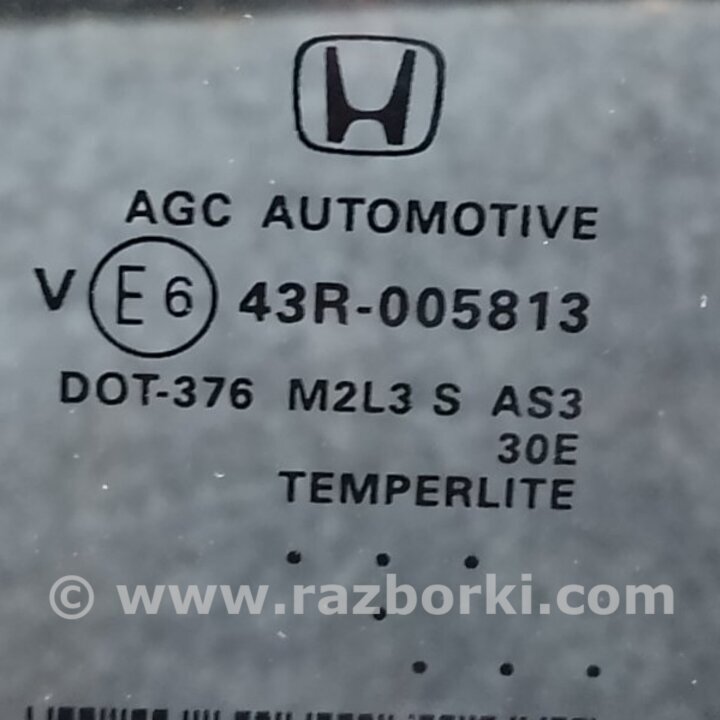 AGC AUTOMOTIVE
V E6 43R-005813
DOT-376 M2L3 S AS3
30E
TEMPERLITE
© www.razborki.com